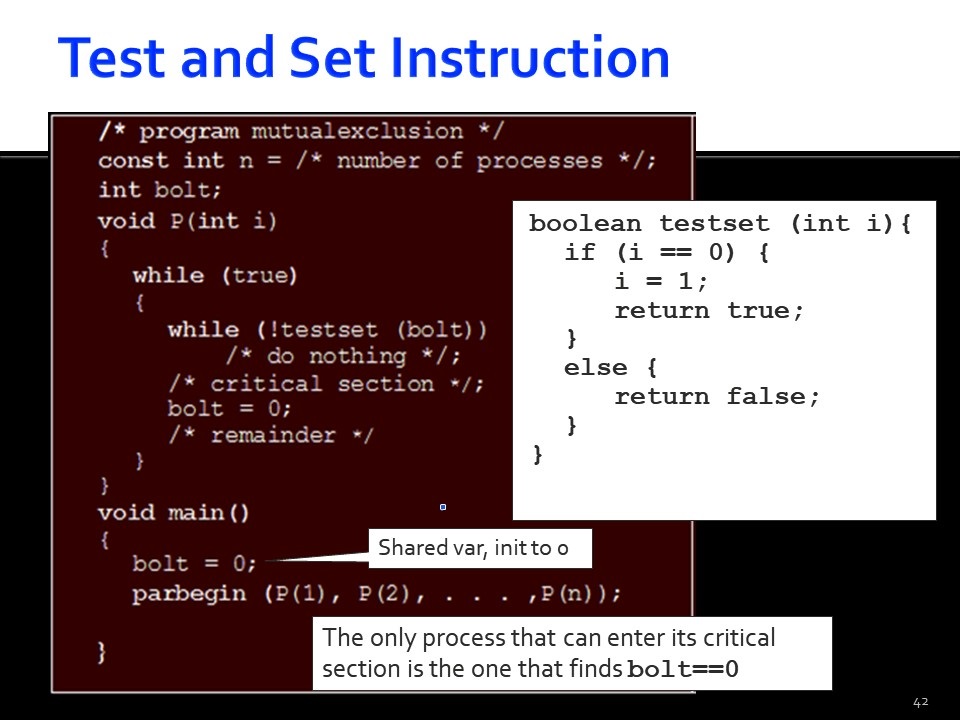 Test and Set Instruction
/* program mutualexclusion */
const int n = /* number of processes */;
int bolt;
void P(int i)
{
while (true)
{
while (!testset (bolt))
/* do nothing */;
/* critical section */;
bolt = 0;
/* remainder */
}
}
void main()
{
bolt = 0;
parbegin (P(1), P(2), . . . ,P(n));
}
boolean testset (int i){
if (i == 0) {
i = 1;
return true;
}
else {
return false;
}
}
Shared var, init to 0
The only process that can enter its critical
section is the one that finds bolt==0
42